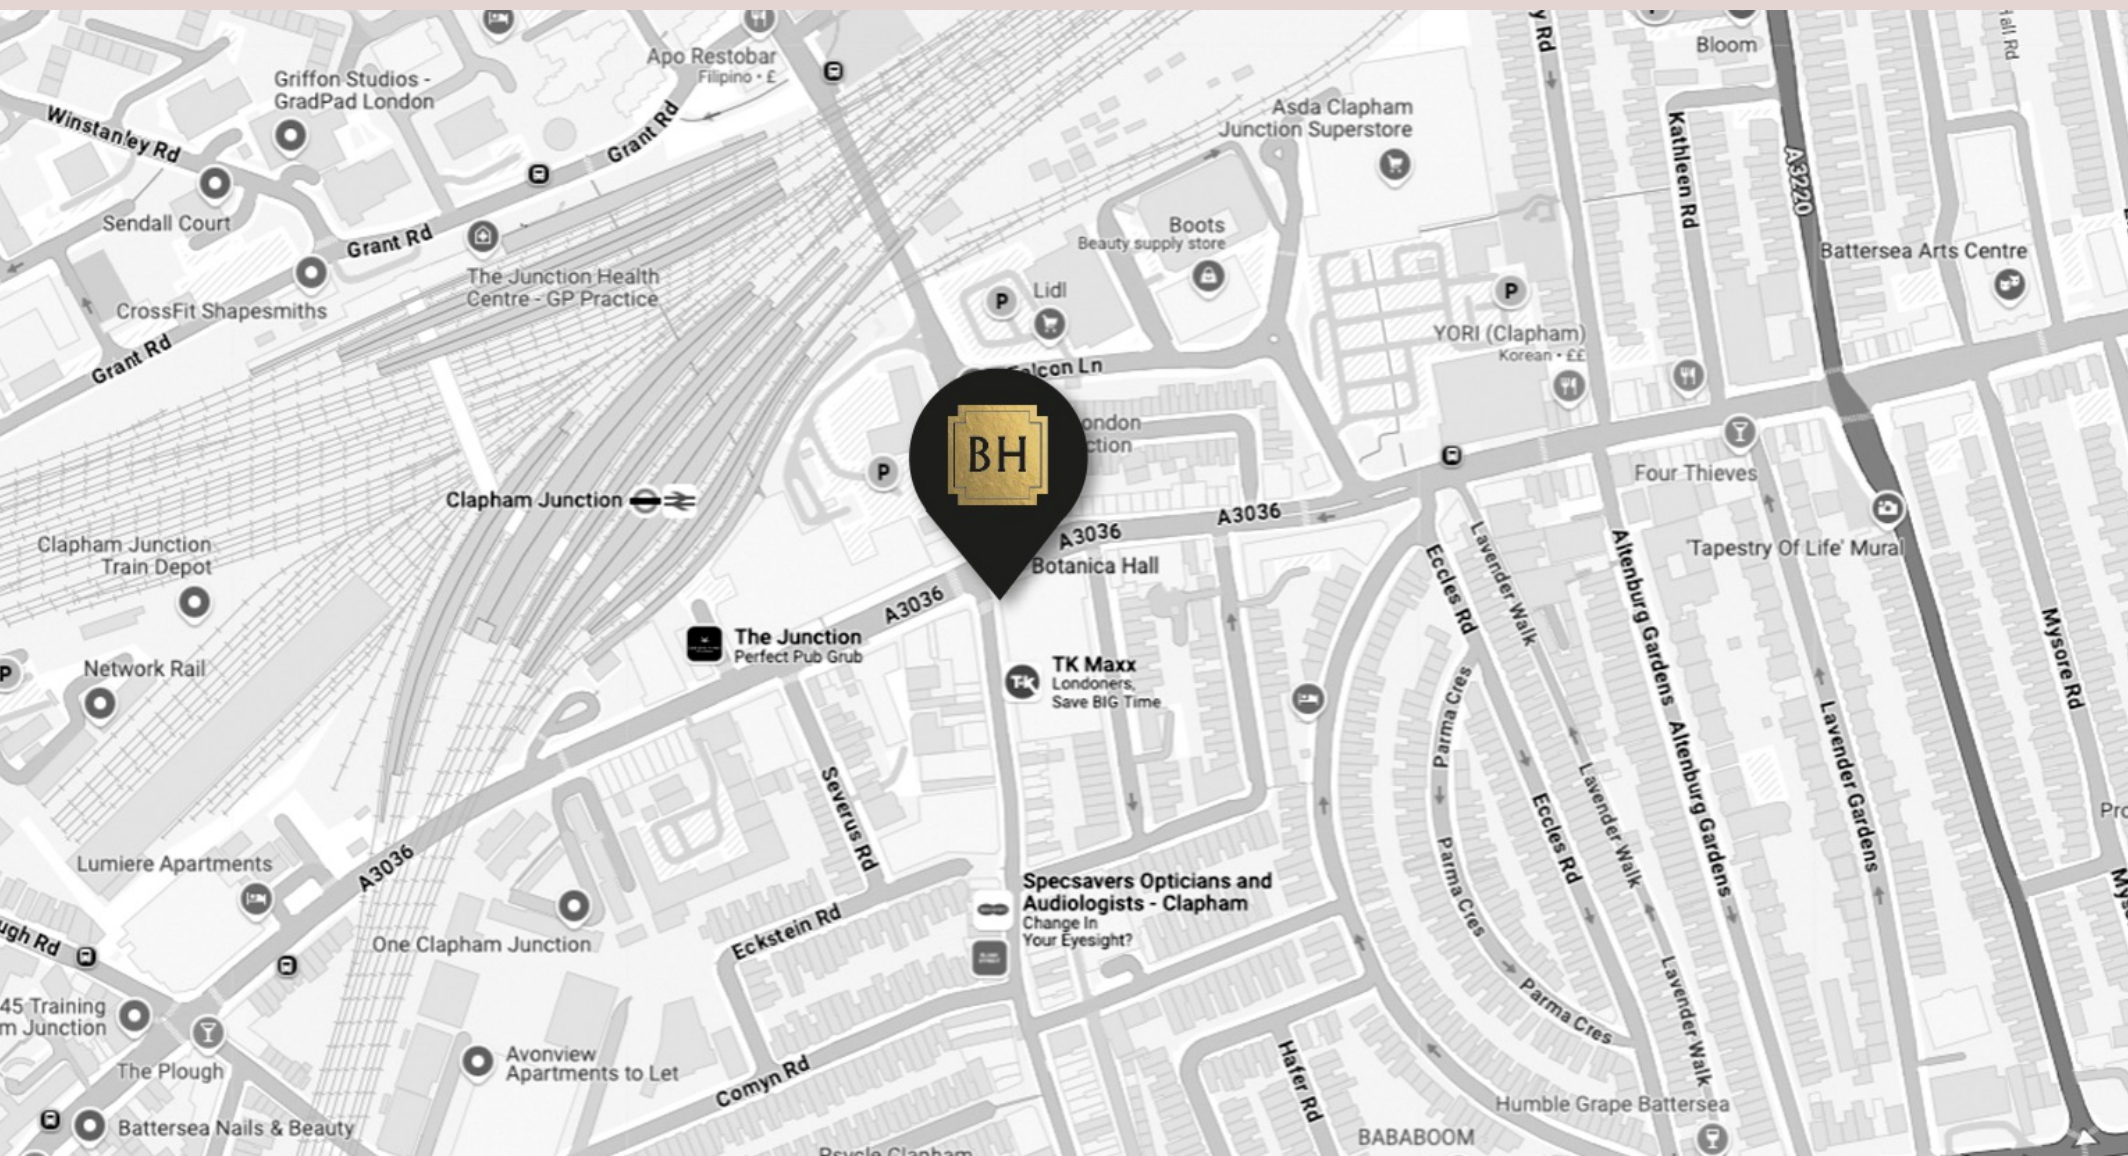 Bloom
Apo Restobar
Filipino • £
Griffon Studios -
GradPad London
Winstanley Rd
Grant Rd
Sendall Court
Grant Rd
The Junction Health
Centre - GP Practice
CrossFit Shapesmiths
Grant Rd
Asda Clapham
Junction Superstore
Kathleen Rd
A3220
Boots
Beauty supply store
Battersea Arts Centre
P
Lidl
P
YORI (Clapham)
Korean • ££
Falcon Ln
BH
P
Four Thieves
Clapham Junction
A3036
A3036
Botanica Hall
'Tapestry Of Life' Mural
Clapham Junction
Train Depot
A3036
Eccles Rd
Lavender Walk
Altenburg Gardens
Mysore Rd
The Junction
Perfect Pub Grub
TK Maxx
Londoners,
Save BIG Time
P
Network Rail
Parma Cres
Altenburg Gardens
Lavender Gardens
Severus Rd
Eccles Rd
Lavender Walk
Lumiere Apartments
A3036
Specsavers Opticians and
Audiologists - Clapham
Change In
Your Eyesight?
Parma Cres
One Clapham Junction
Eckstein Rd
Lavender Walk
45 Training
Junction
Parma Cres
The Plough
Avonview
Apartments to Let
Comyn Rd
Hafer Rd
Humble Grape Battersea
Battersea Nails & Beauty
BABABOOM